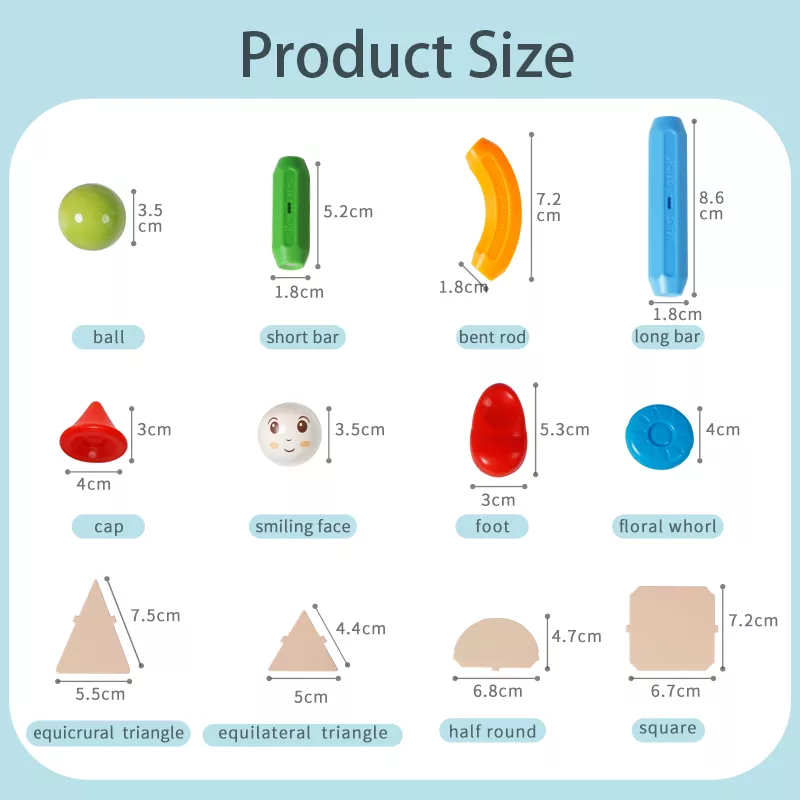 Product Size
3.5
cm
5.2cm
1.8cm
7.2
cm
1.8cm
8.6
cm
1.8cm
ball
short bar
bent rod
long bar
3cm
4cm
3.5cm
5.3cm
3cm
4cm
cap
smiling face
foot
floral whorl
7.5cm
5.5cm
4.4cm
5cm
4.7cm
6.8cm
7.2cm
6.7cm
equicrural triangle
equilateral triangle
half round
square